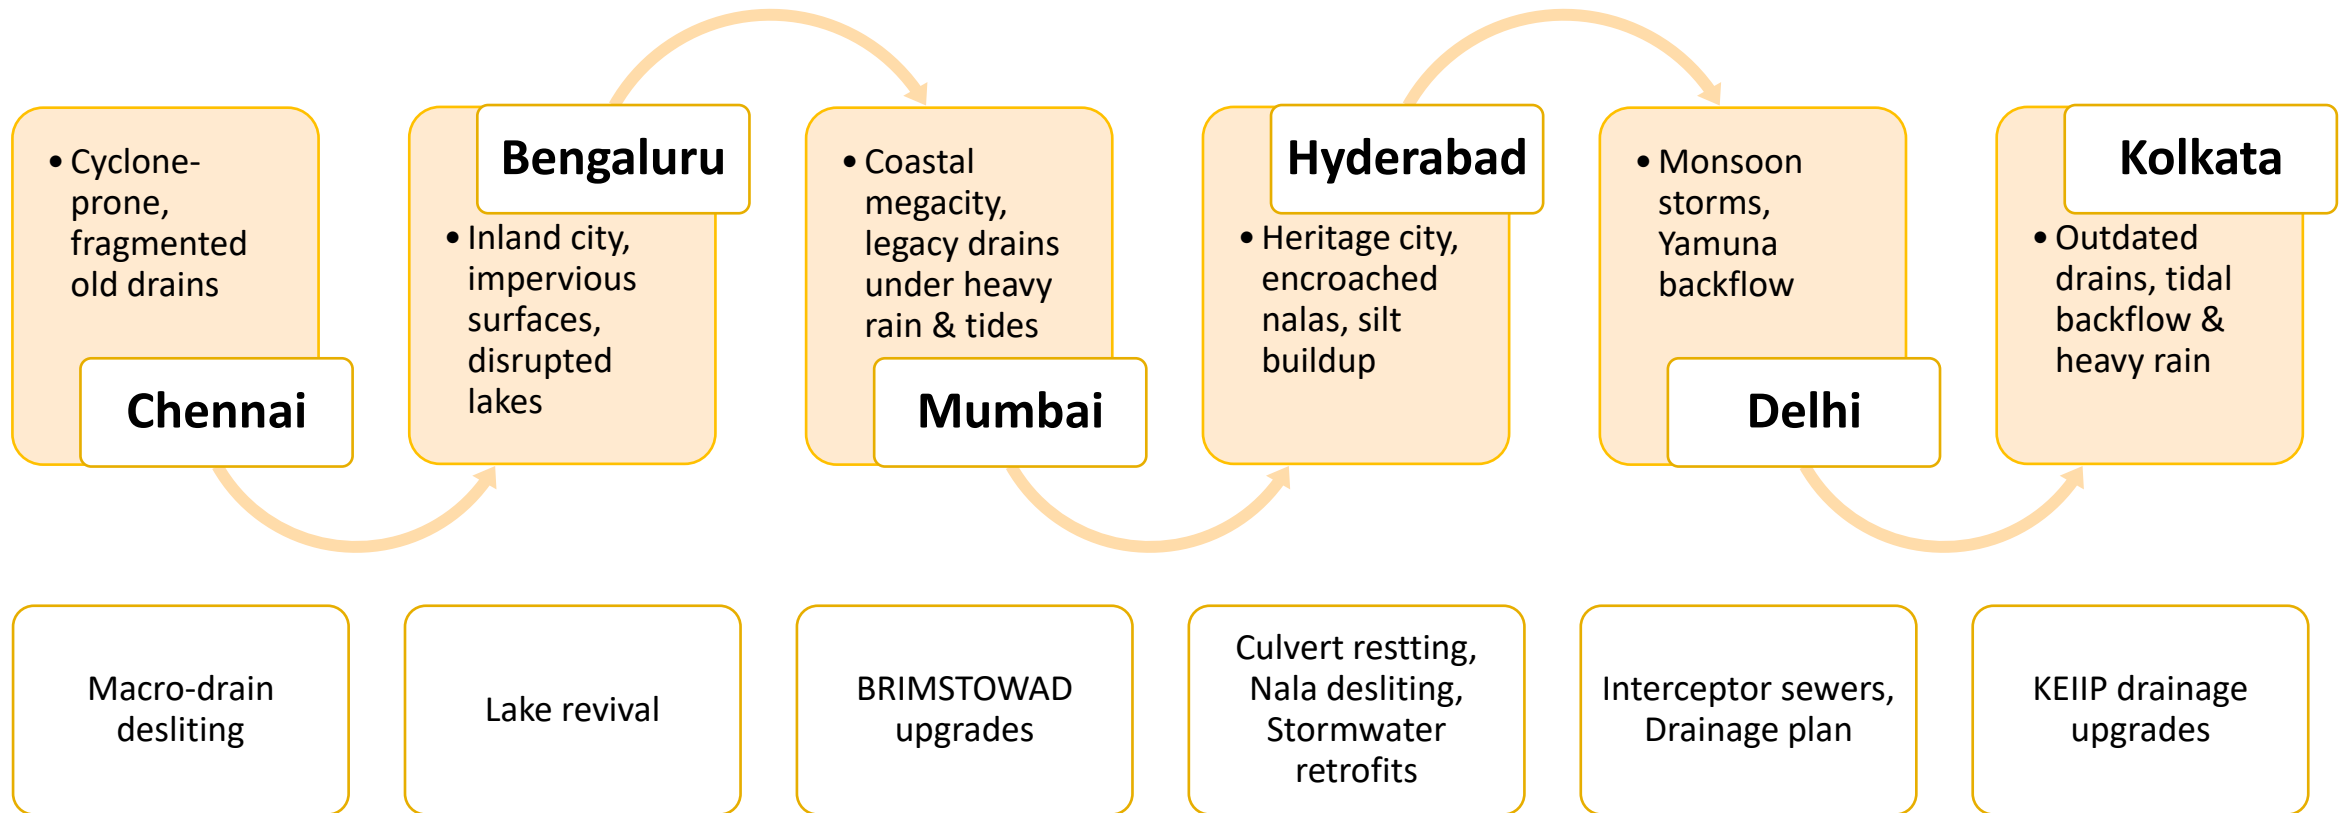 • Cyclone-
prone,
fragmented
old drains
Chennai
Bengaluru
• Inland city,
impervious
surfaces,
disrupted
lakes
• Coastal
megacity,
legacy drains
under heavy
rain & tides
Mumbai
Hyderabad
• Heritage city,
encroached
nalas, silt
buildup
• Monsoon
storms,
Yamuna
backflow
Delhi
Kolkata
• Outdated
drains, tidal
backflow &
heavy rain
Macro-drain
desliting
Lake revival
BRIMSTOWAD
upgrades
Culvert restting,
Nala desliting,
Stormwater
retrofits
Interceptor sewers,
Drainage plan
KEIIP drainage
upgrades